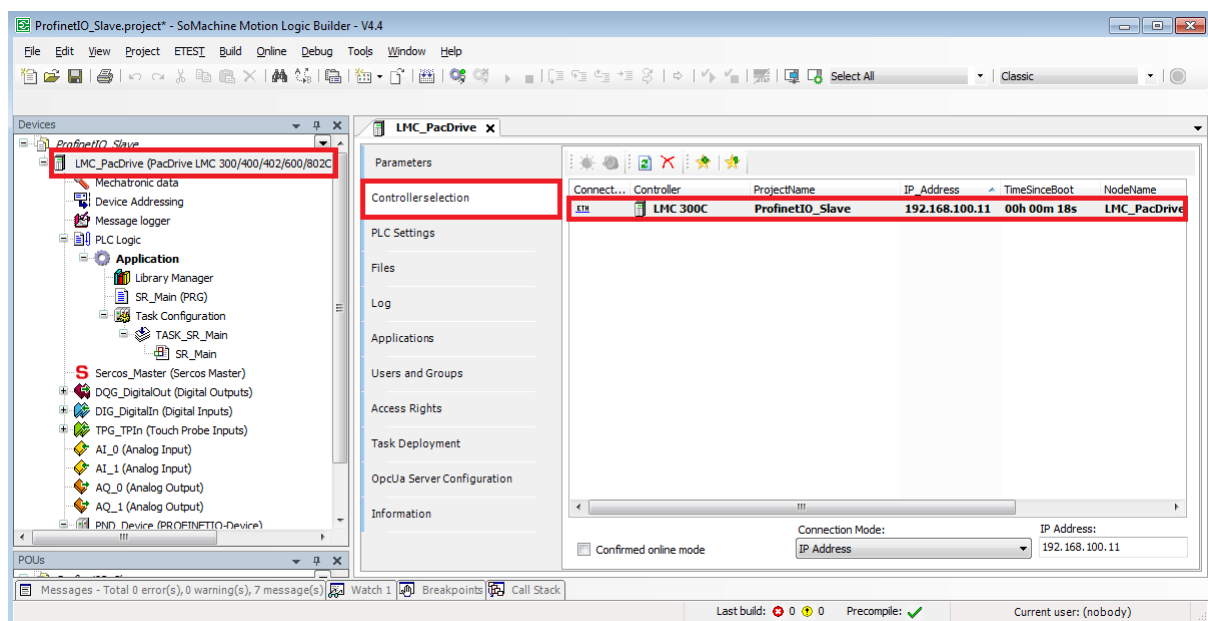 ProfinetIO_Slave.project* - SoMachine Motion Logic Builder - V4.4
File Edit View Project ETEST Build Online Debug Tools Window Help
Select All Classic
Devices
ProfinetIO_Slave
LMC_PacDrive (PacDrive LMC 300/400/402/600/802C
Mechatronic data
Device Addressing
Message logger
PLC Logic
Application
Library Manager
SR_Main (PRG)
Task Configuration
TASK_SR_Main
SR_Main
S Sercos_Master (Sercos Master)
DQG_DigitalOut (Digital Outputs)
DIG_DigitalIn (Digital Inputs)
TPG_TPIn (Touch Probe Inputs)
AI_0 (Analog Input)
AI_1 (Analog Input)
AQ_0 (Analog Output)
AQ_1 (Analog Output)
PND_Device (PROFINETIO-Device)
POUs
LMC_PacDrive
Parameters
Controllerselection
PLC Settings
Files
Log
Applications
Users and Groups
Access Rights
Task Deployment
OpcUa Server Configuration
Information
Connect... Controller ProjectName IP_Address TimeSinceBoot NodeName
ETH LMC 300C ProfinetIO_Slave 192.168.100.11 00h 00m 18s LMC_PacDrive
Connection Mode: IP Address:
Confirmed online mode IP Address 192.168.100.11
Messages - Total 0 error(s), 0 warning(s), 7 message(s) Watch 1 Breakpoints Call Stack
Last build: 0 0 Precompile: Current user: (nobody)